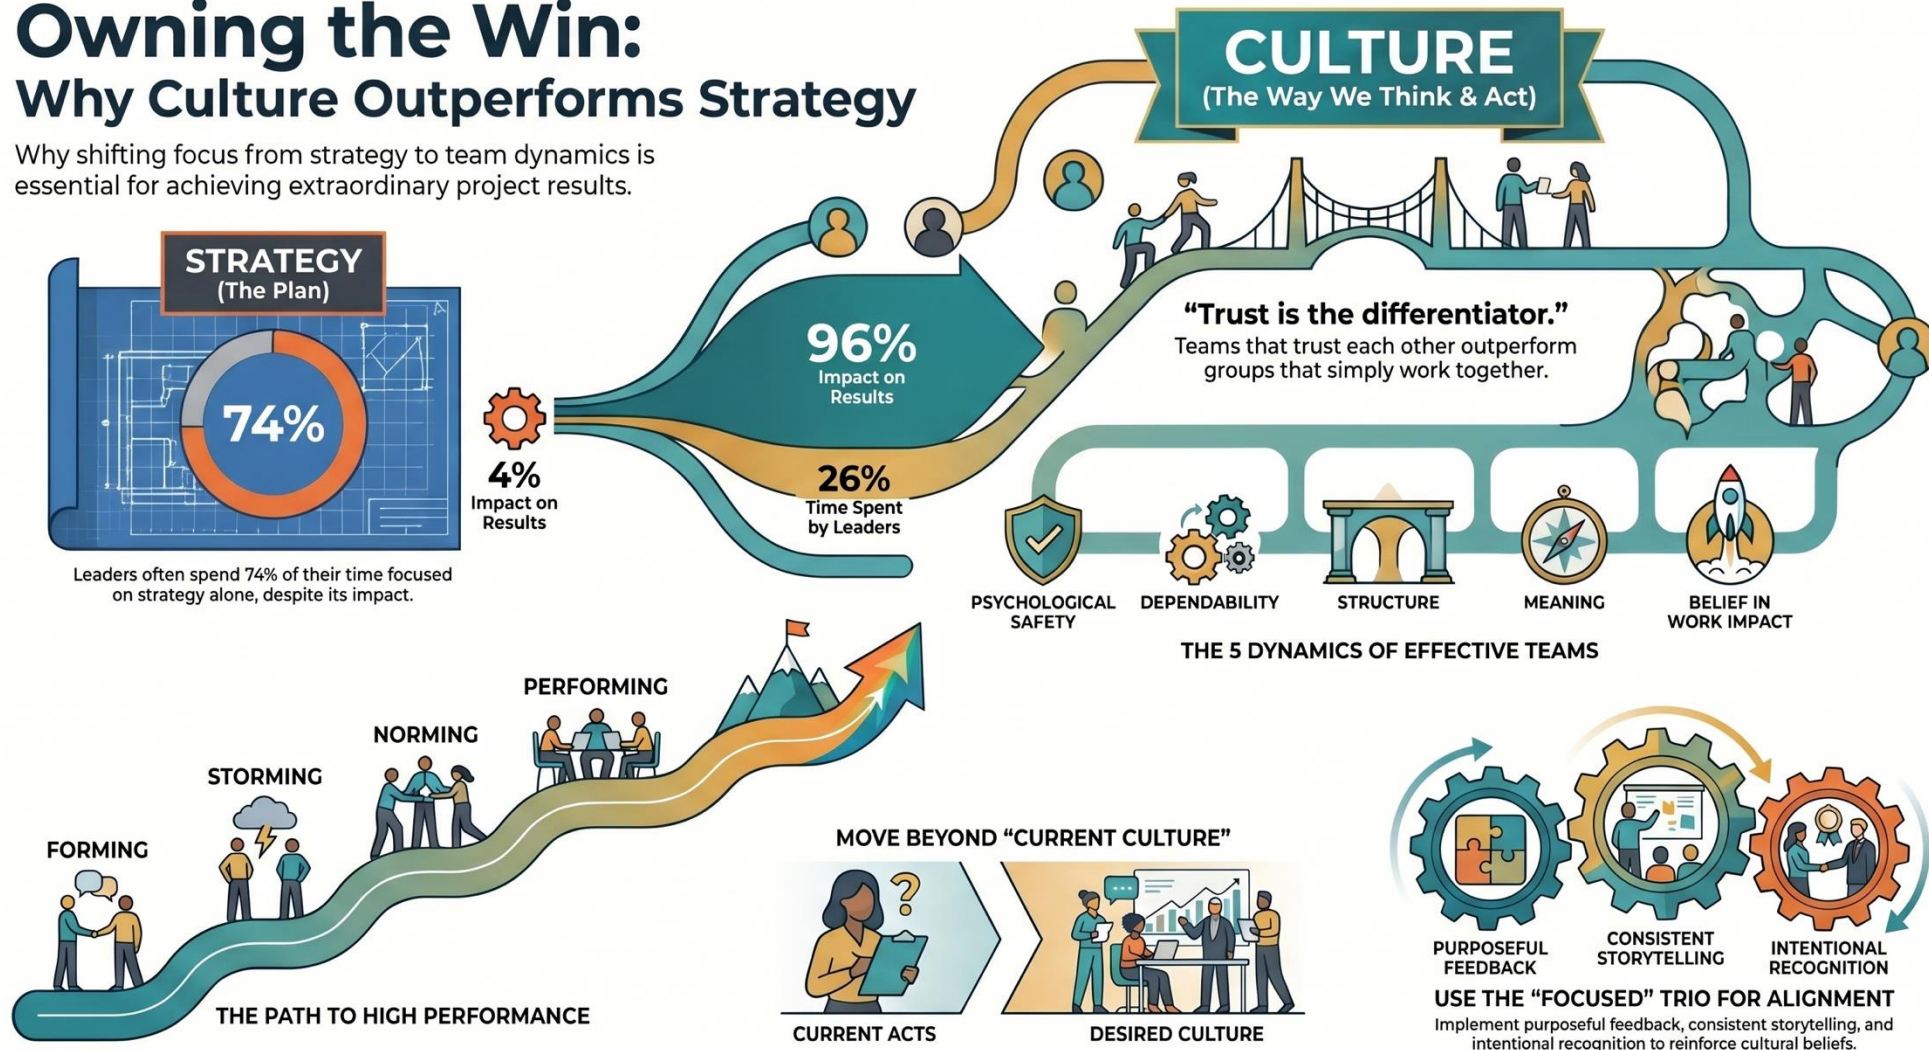 Owning the Win:
Why Culture Outperforms Strategy
Why shifting focus from strategy to team dynamics is
essential for achieving extraordinary project results.
STRATEGY
(The Plan)
74%
Leaders often spend 74% of their time focused
on strategy alone, despite its impact.
4%
Impact on
Results
96%
Impact on
Results
26%
Time Spent
by Leaders
CULTURE
(The Way We Think & Act)
“Trust is the differentiator.”
Teams that trust each other outperform
groups that simply work together.
PSYCHOLOGICAL
SAFETY
DEPENDABILITY
STRUCTURE
MEANING
BELIEF IN
WORK IMPACT
THE 5 DYNAMICS OF EFFECTIVE TEAMS
FORMING
STORMING
NORMING
PERFORMING
THE PATH TO HIGH PERFORMANCE
MOVE BEYOND “CURRENT CULTURE”
?
CURRENT ACTS
DESIRED CULTURE
PURPOSEFUL
FEEDBACK
CONSISTENT
STORYTELLING
INTENTIONAL
RECOGNITION
USE THE “FOCUSED” TRIO FOR ALIGNMENT
Implement purposeful feedback, consistent storytelling, and
intentional recognition to reinforce cultural beliefs.